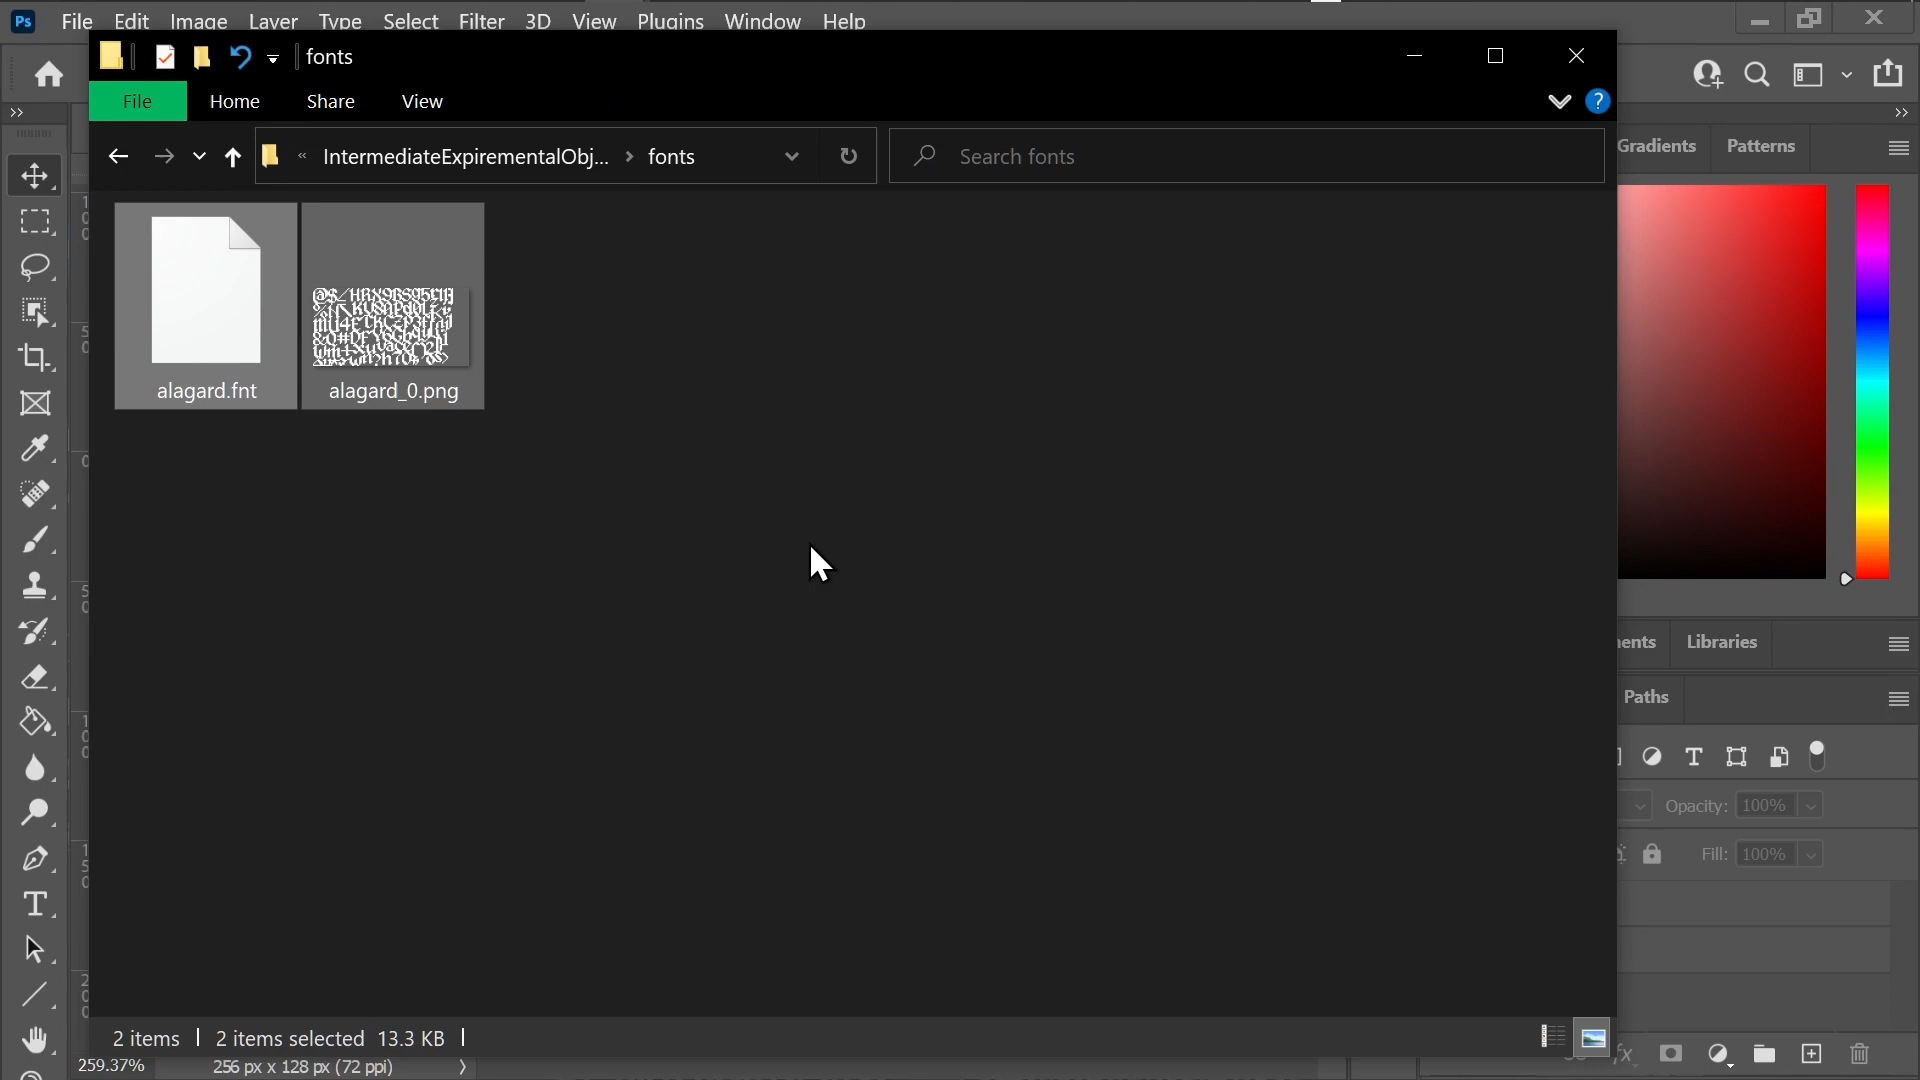 Ps File Edit Image Layer Type Select Filter 3D View Plugins Window Help
fonts
File Home Share View
?
« IntermediateExpirementalObj... > fonts
Search fonts
Gradients Patterns
alagard.fnt alagard_0.png
Libraries
Paths
Opacity: 100%
Fill: 100%
2 items 2 items selected 13.3 KB
259.37% 256 px x 128 px (72 ppi)
fx